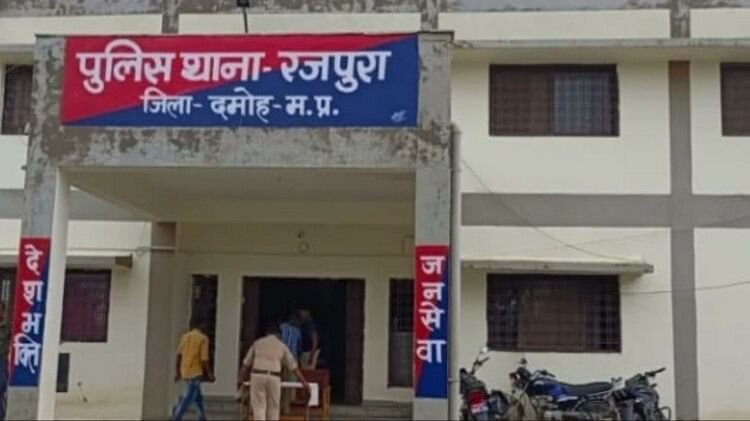 पुलिस थाना-रजपुरा
जिला-दमोह-म.प्र.
देशभक्ति
जनसेवा